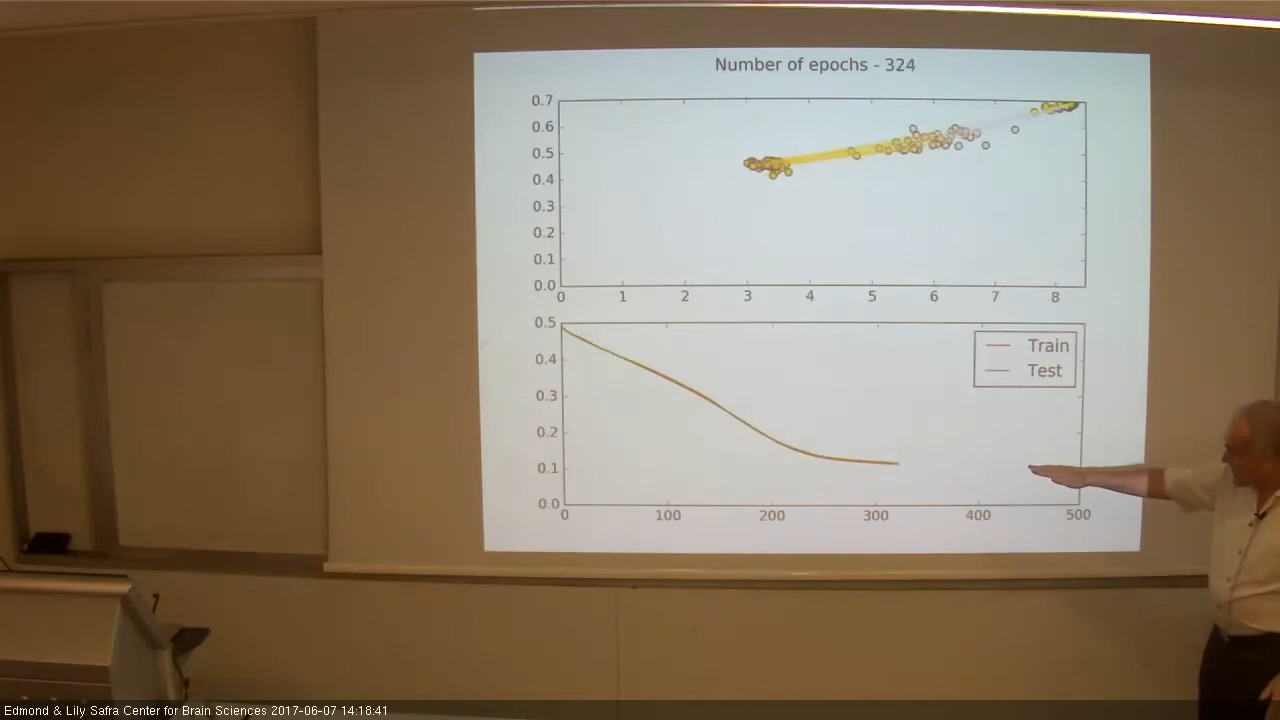 Number of epochs - 324
0.7
0.6
0.5
0.4
0.3
0.2
0.1
0.0
0 1 2 3 4 5 6 7 8
0.5
0.4
0.3
0.2
0.1
0.0
Train
Test
0 100 200 300 400 500
Edmond & Lily Safra Center for Brain Sciences 2017-06-07 14:18:41